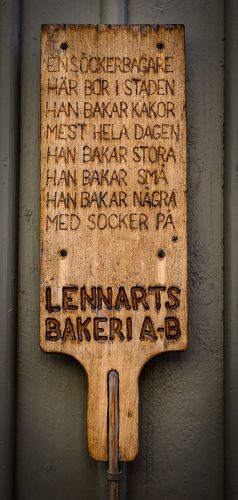 EN SÖCKERBAGARE
HÄR BOR I STADEN
HAN BAKAR KAKOR
MEST HELA DAGEN
HAN BAKAR STORA
HAN BAKAR SMÅ
HAN BAKAR NÅGRA
MED SOCKER PÅ
LENNARTS
BAKERI A-B